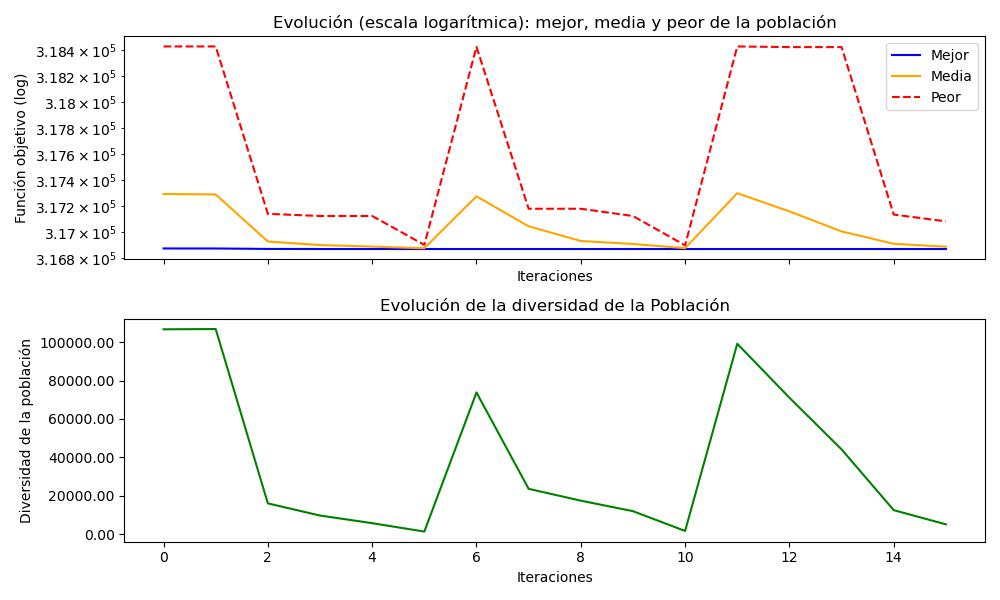 Evolución (escala logarítmica): mejor, media y peor de la población
Función objetivo (log)
3.184 × 10⁵
3.182 × 10⁵
3.18 × 10⁵
3.178 × 10⁵
3.176 × 10⁵
3.174 × 10⁵
3.172 × 10⁵
3.17 × 10⁵
3.168 × 10⁵
Mejor
Media
Peor
Iteraciones
Evolución de la diversidad de la Población
Diversidad de la población
100000.00
80000.00
60000.00
40000.00
20000.00
0.00
0 2 4 6 8 10 12 14
Iteraciones